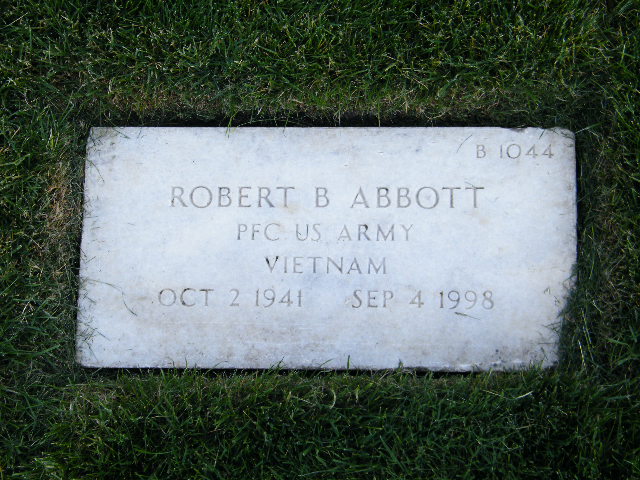 B 1044
ROBERT B ABBOTT
PFC US ARMY
VIETNAM
OCT 2 1941 SEP 4 1998